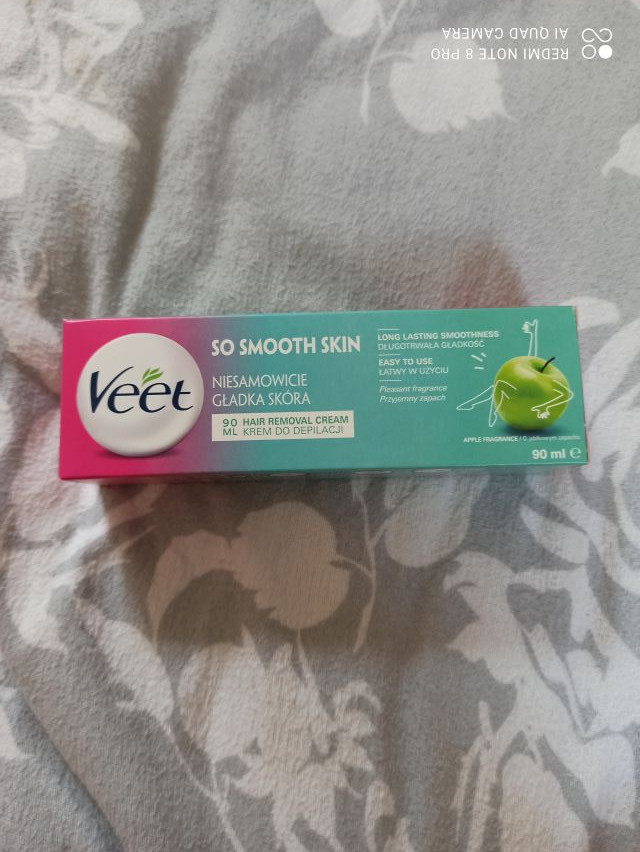 Veet
SO SMOOTH SKIN
NIESAMOWICIE
GŁADKA SKÓRA
90 ML HAIR REMOVAL CREAM
KREM DO DEPILACJI
LONG LASTING SMOOTHNESS
DŁUGOTRWAŁA GŁADKOŚĆ
EASY TO USE
ŁATWY W UŻYCIU
Pleasant fragrance
Przyjemny zapach
APPLE FRAGRANCE / O jabłkowym zapachu
90 ml e
REDMI NOTE 8 PRO
AI QUAD CAMERA